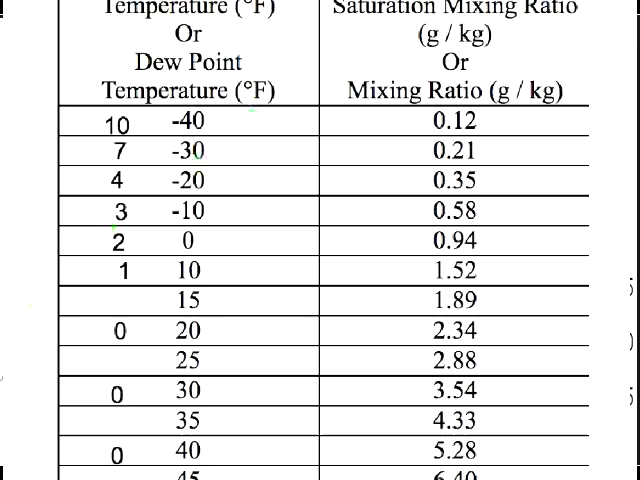 Temperature (°F) Saturation Mixing Ratio
Or (g / kg)
Dew Point Or
Temperature (°F) Mixing Ratio (g / kg)
10 -40 0.12
7 -30 0.21
4 -20 0.35
3 -10 0.58
2 0 0.94
1 10 1.52
15 1.89
0 20 2.34
25 2.88
0 30 3.54
35 4.33
0 40 5.28
45 6.40